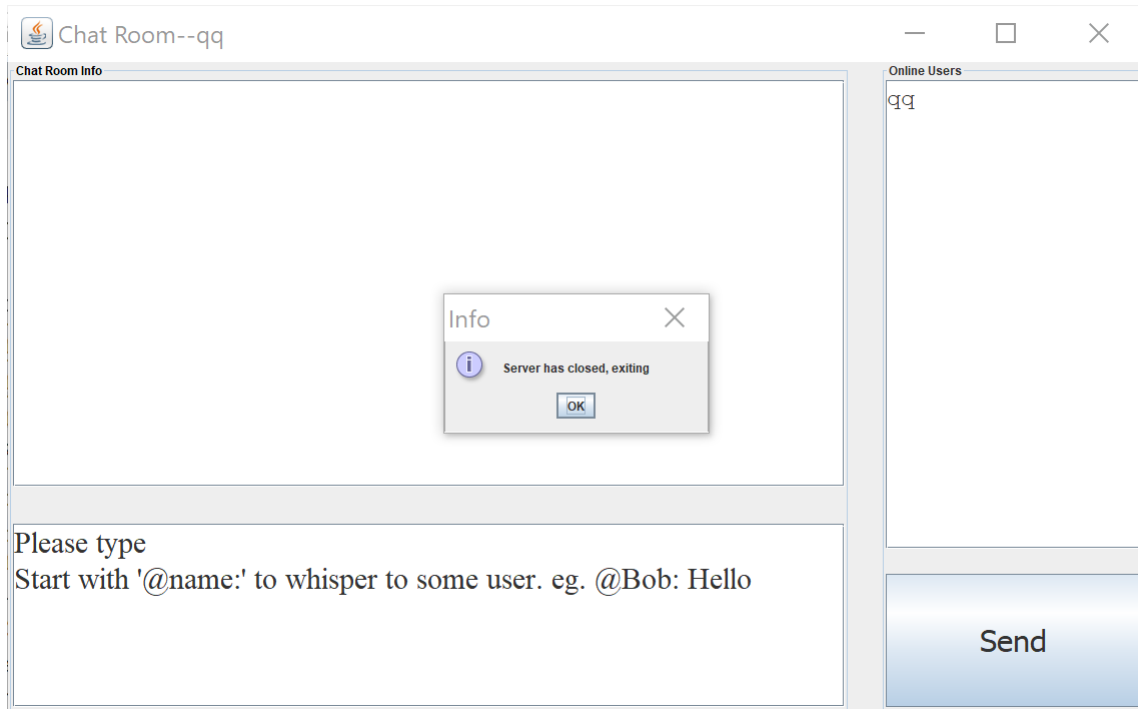 Chat Room--qq
Chat Room Info
Online Users
qq
Info
i
Server has closed, exiting
OK
Please type
Start with '@name:' to whisper to some user. eg. @Bob: Hello
Send